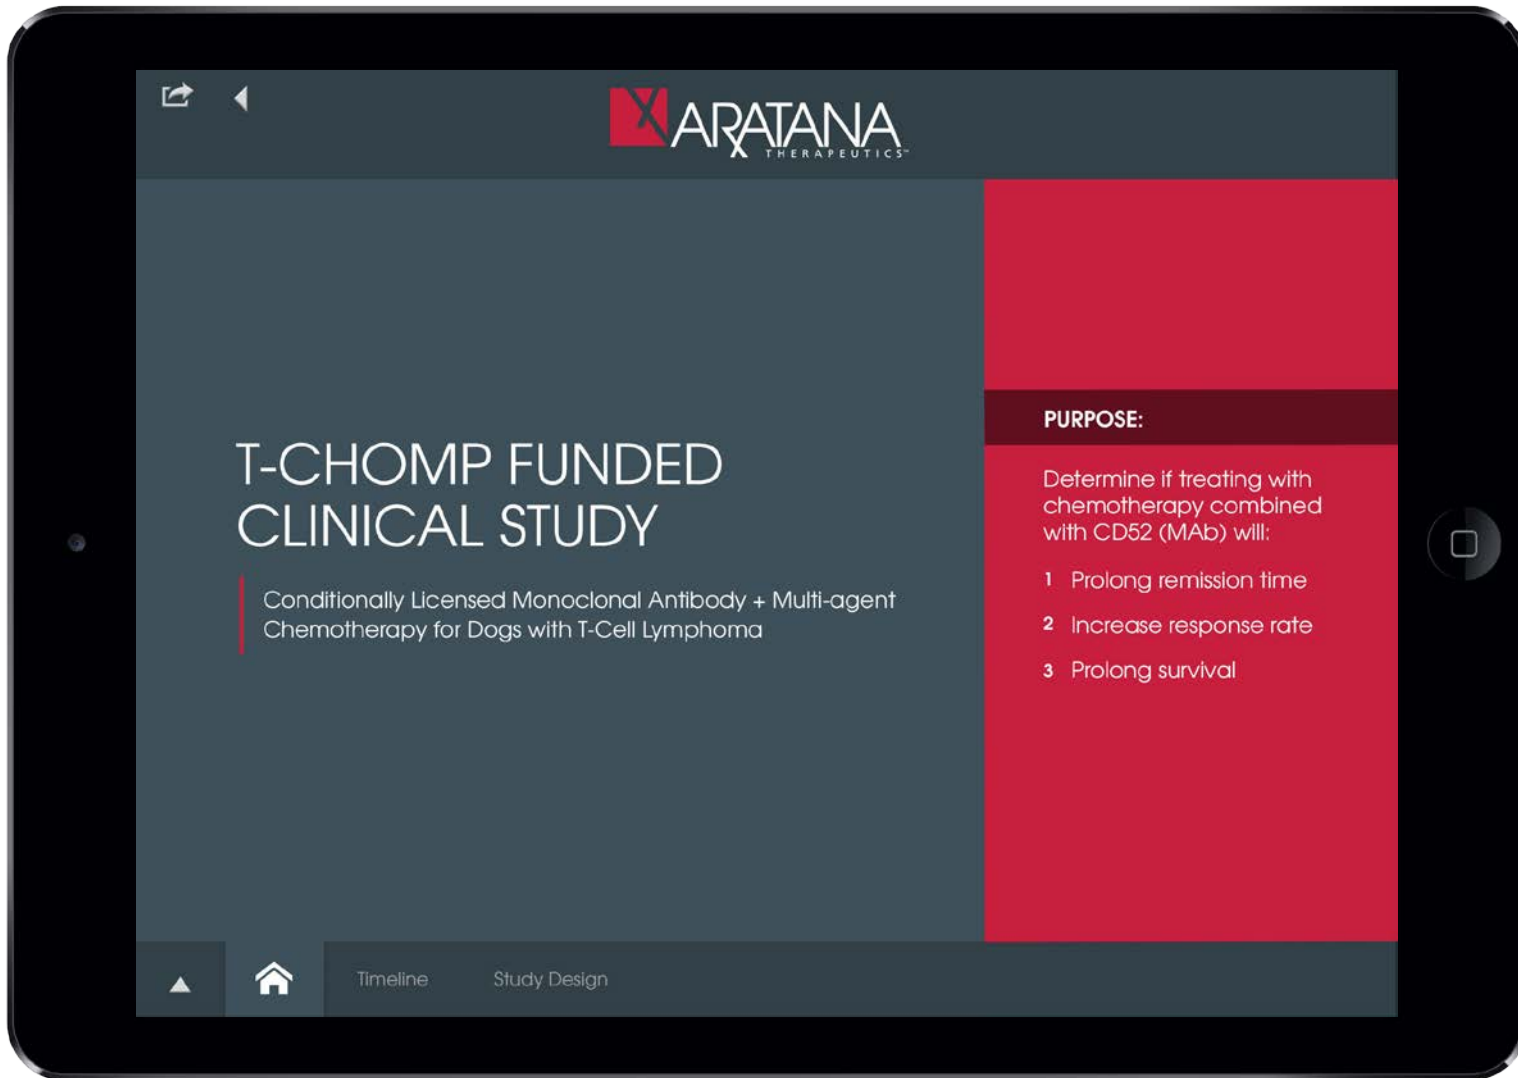 ARATANA
THERAPEUTICS™
T-CHOMP FUNDED
CLINICAL STUDY
Conditionally Licensed Monoclonal Antibody + Multi-agent
Chemotherapy for Dogs with T-Cell Lymphoma
PURPOSE:
Determine if treating with
chemotherapy combined
with CD52 (MAb) will:
1 Prolong remission time
2 Increase response rate
3 Prolong survival
Timeline
Study Design